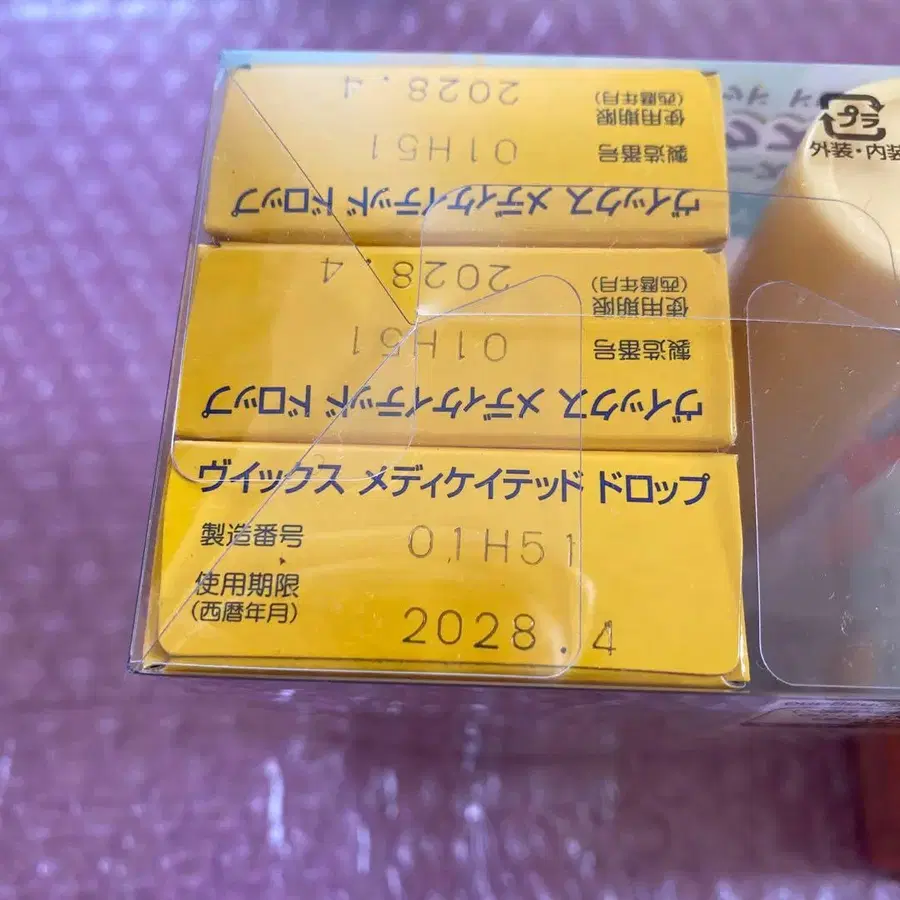 ヴイックス メディケイテッド ドロップ
製造番号 01H51
使用期限
(西暦年月) 2028.4
ヴイックス メディケイテッド ドロップ
製造番号 01H51
使用期限
(西暦年月) 2028.4
ヴイックス メディケイテッド ドロップ
製造番号 01H51
使用期限
(西暦年月) 2028.4
プラ
外装・内装